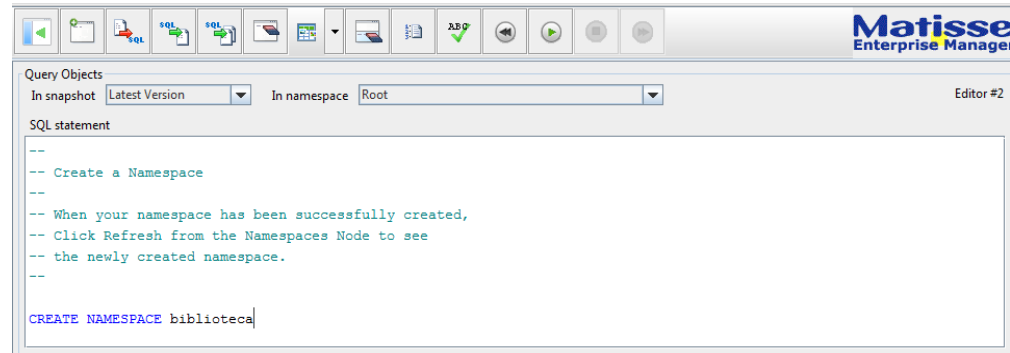 SQL
SQL
SQL
ABC
Matisse
Enterprise Manager
Query Objects
In snapshot Latest Version In namespace Root Editor #2
SQL statement
--
-- Create a Namespace
--
-- When your namespace has been successfully created,
-- Click Refresh from the Namespaces Node to see
-- the newly created namespace.
--
CREATE NAMESPACE biblioteca